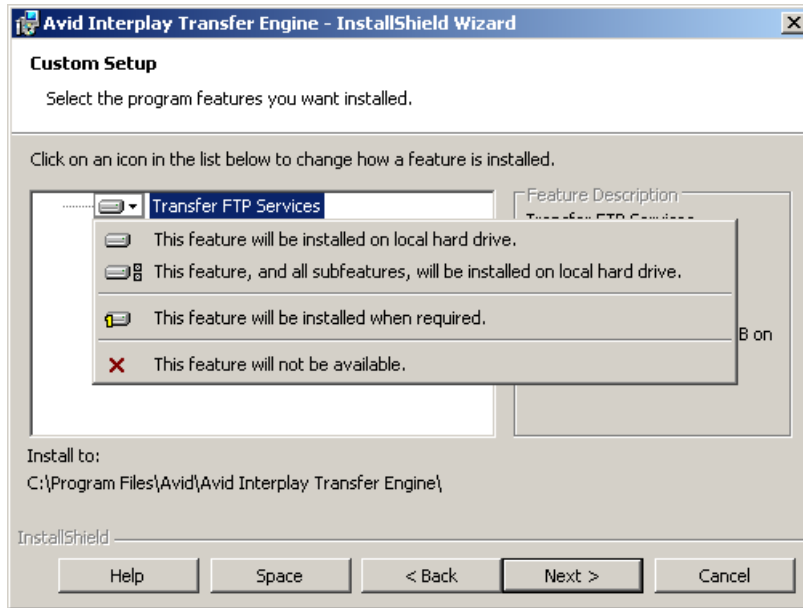 Avid Interplay Transfer Engine - InstallShield Wizard
Custom Setup
Select the program features you want installed.
Click on an icon in the list below to change how a feature is installed.
Transfer FTP Services
Feature Description
Transfer FTP Services
This feature will be installed on local hard drive.
This feature, and all subfeatures, will be installed on local hard drive.
This feature will be installed when required.
B on
This feature will not be available.
Install to:
C:\Program Files\Avid\Avid Interplay Transfer Engine\
InstallShield
Help
Space
< Back
Next >
Cancel